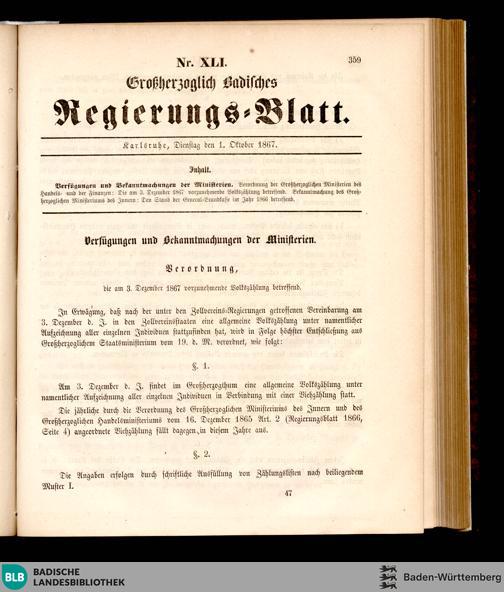 Nr. XLI.
359
Großherzoglich Badisches
Regierungs-Blatt.
Karlsruhe, Dienstag den 1. Oktober 1867.
Inhalt.
Verfügungen und Bekanntmachungen der Ministerien. Verordnung der Großherzoglichen Ministerien des
Handels- und der Finanzen: Die am 3. Dezember 1867 vorzunehmende Volkszählung betreffend. Bekanntmachung des Groß-
herzoglichen Ministeriums des Innern: Den Stand der General-Brandkasse im Jahr 1866 betreffend.
Verfügungen und Bekanntmachungen der Ministerien.
Verordnung,
die am 3. Dezember 1867 vorzunehmende Volkszählung betreffend.
In Erwägung, daß nach der unter den Zollvereins-Regierungen getroffenen Vereinbarung am
3. Dezember d. J. in den Zollvereinsstaaten eine allgemeine Volkszählung unter namentlicher
Aufzeichnung aller einzelnen Individuen stattzufinden hat, wird in Folge höchster Entschließung aus
Großherzoglichem Staatsministerium vom 19. d. M. verordnet, wie folgt:
§. 1.
Am 3. Dezember d. J. findet im Großherzogthum eine allgemeine Volkszählung unter
namentlicher Aufzeichnung aller einzelnen Individuen in Verbindung mit einer Viehzählung statt.
Die jährliche durch die Verordnung des Großherzoglichen Ministeriums des Innern und des
Großherzoglichen Handelsministeriums vom 16. Dezember 1865 Art. 2 (Regierungsblatt 1866,
Seite 4) angeordnete Viehzählung fällt dagegen in diesem Jahre aus.
§. 2.
Die Angaben erfolgen durch schriftliche Ausfüllung von Zählungslisten nach beiliegendem
Muster I.
47
BLB
BADISCHE
LANDESBIBLIOTHEK
Baden-Württemberg